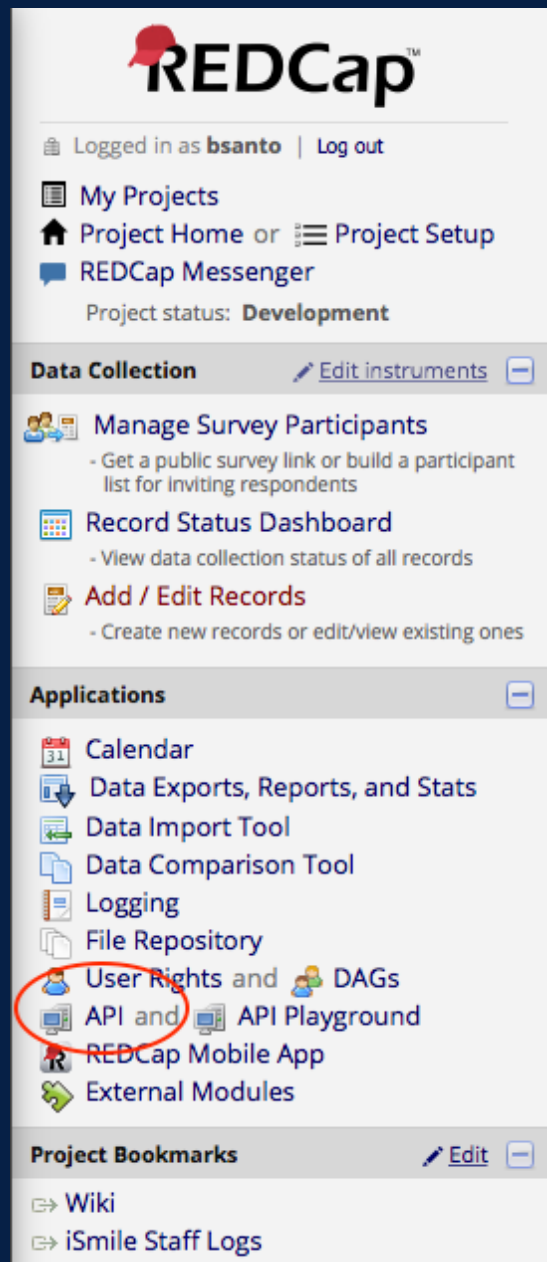 REDCap™
Logged in as bsanto | Log out
My Projects
Project Home or Project Setup
REDCap Messenger
Project status: Development
Data Collection Edit instruments
Manage Survey Participants
- Get a public survey link or build a participant
list for inviting respondents
Record Status Dashboard
- View data collection status of all records
Add / Edit Records
- Create new records or edit/view existing ones
Applications
31 Calendar
Data Exports, Reports, and Stats
Data Import Tool
Data Comparison Tool
Logging
File Repository
User Rights and DAGs
API and API Playground
R REDCap Mobile App
External Modules
Project Bookmarks Edit
Wiki
iSmile Staff Logs